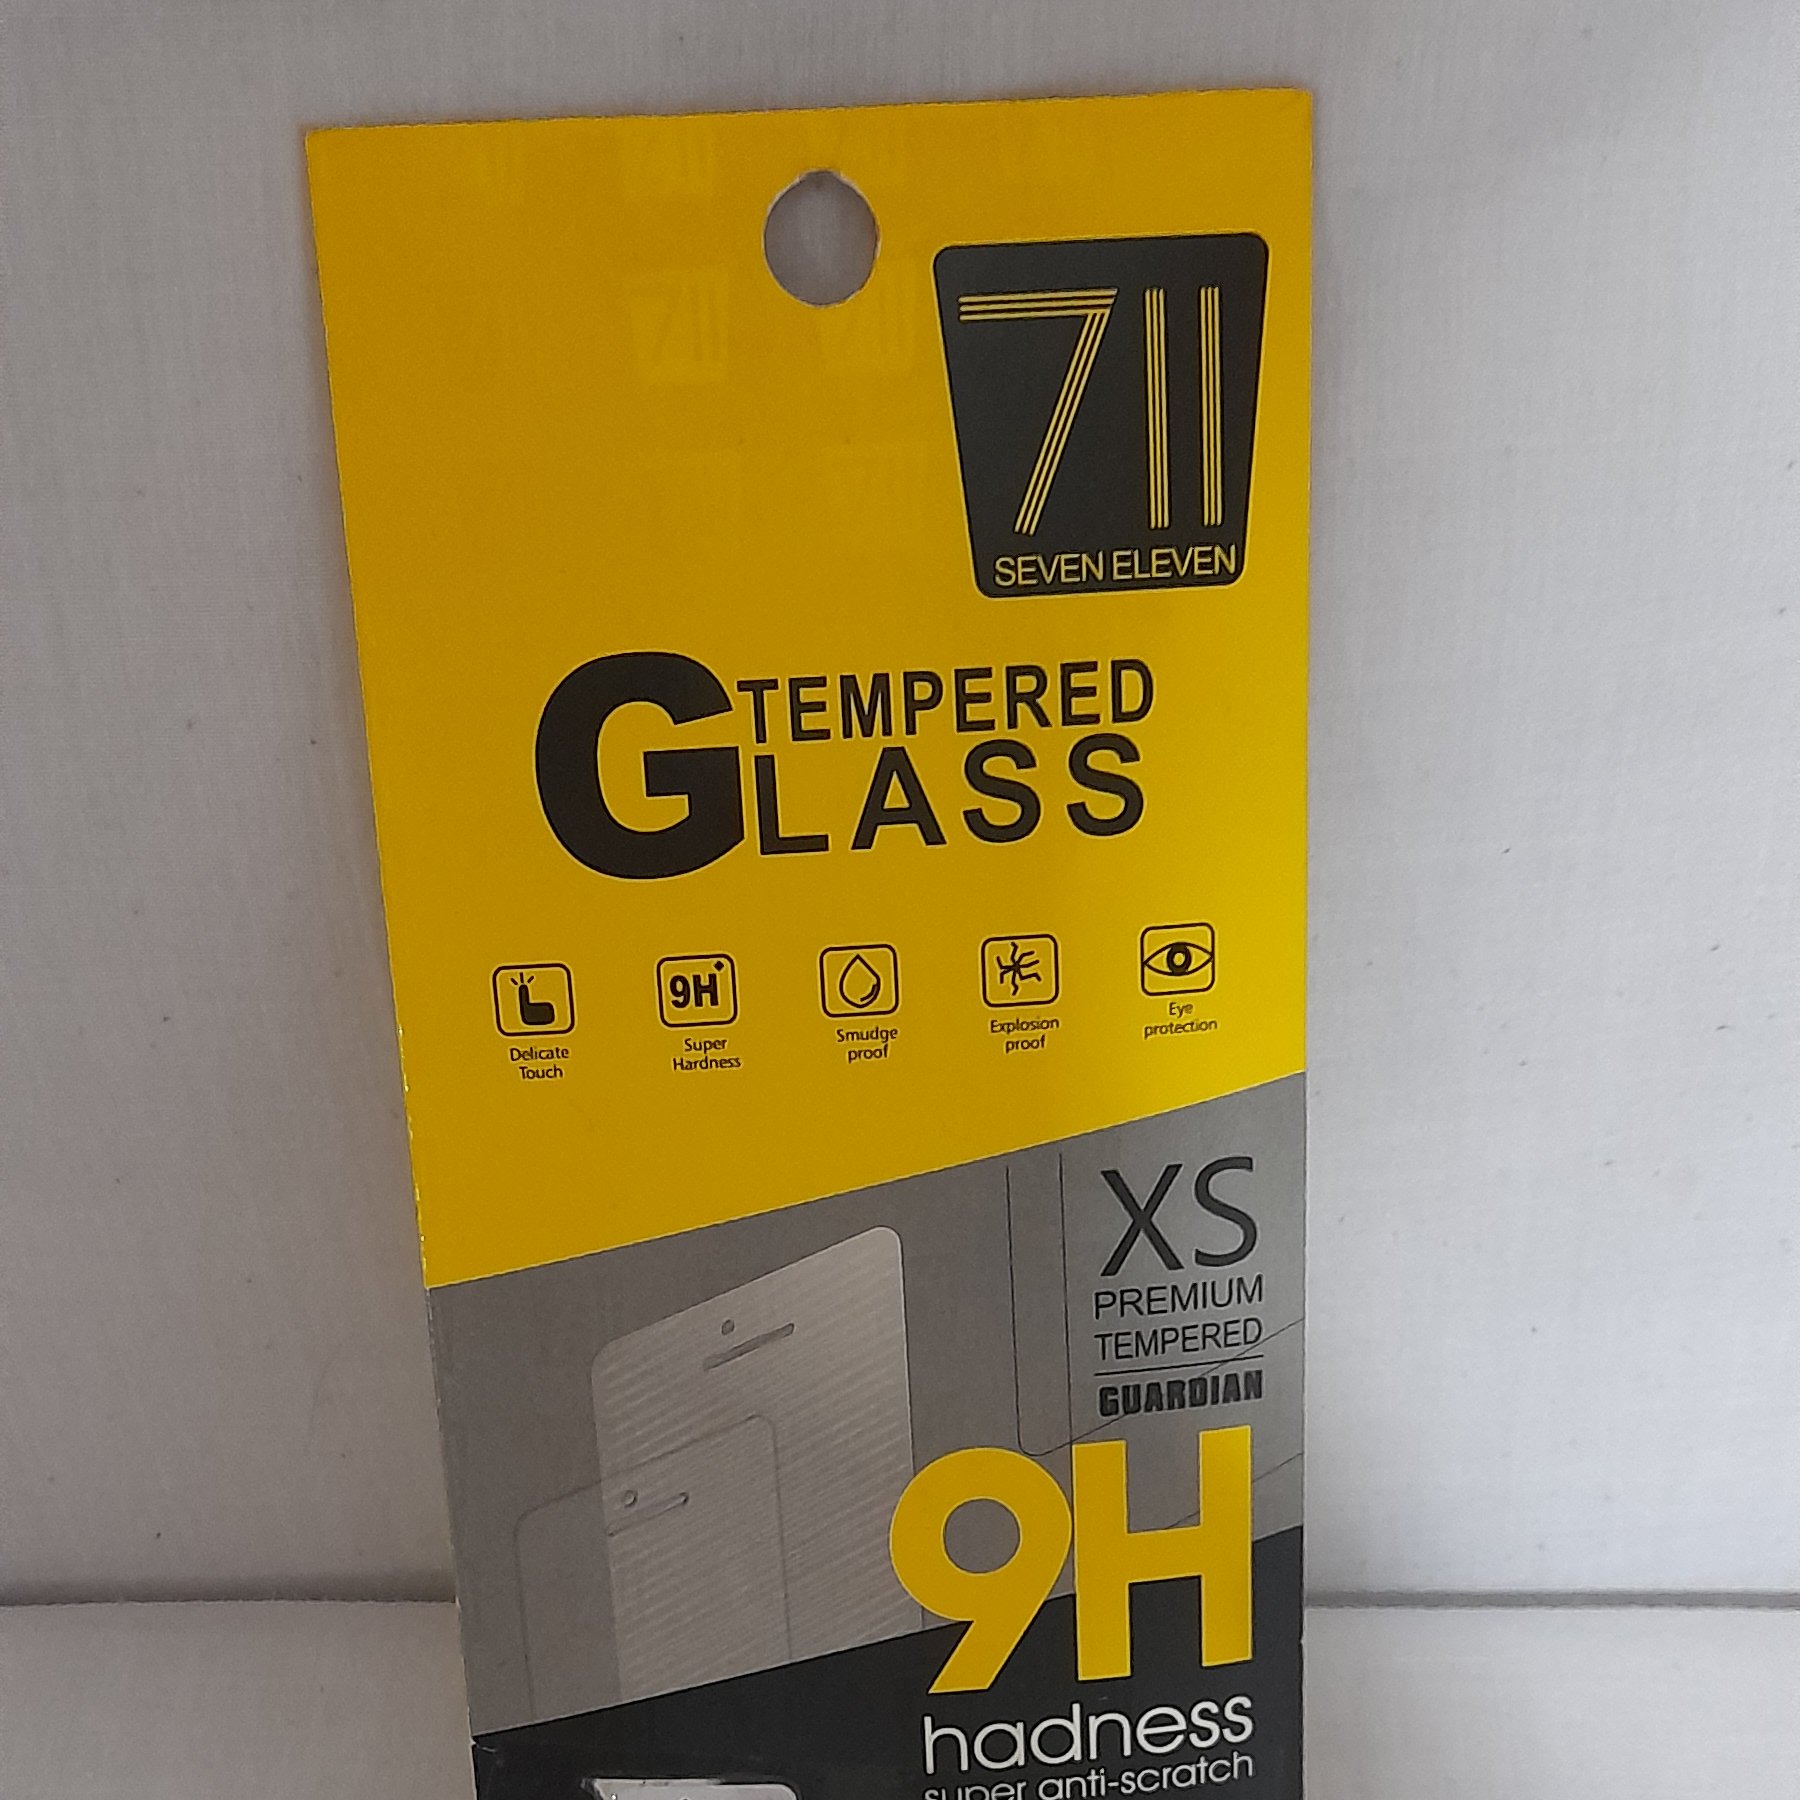 711
SEVEN ELEVEN
TEMPERED
GLASS
Delicate
Touch
9H
Super
Hardness
Smudge
proof
Explosion
proof
Eye
protection
XS
PREMIUM
TEMPERED
GUARDIAN
9H
hadness
super anti-scratch